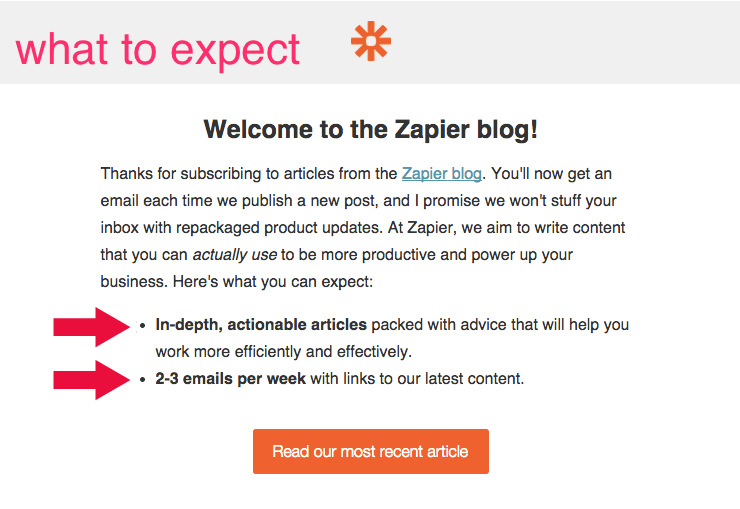 what to expect
Welcome to the Zapier blog!
Thanks for subscribing to articles from the Zapier blog. You'll now get an
email each time we publish a new post, and I promise we won't stuff your
inbox with repackaged product updates. At Zapier, we aim to write content
that you can actually use to be more productive and power up your
business. Here's what you can expect:
• In-depth, actionable articles packed with advice that will help you
work more efficiently and effectively.
• 2-3 emails per week with links to our latest content.
Read our most recent article